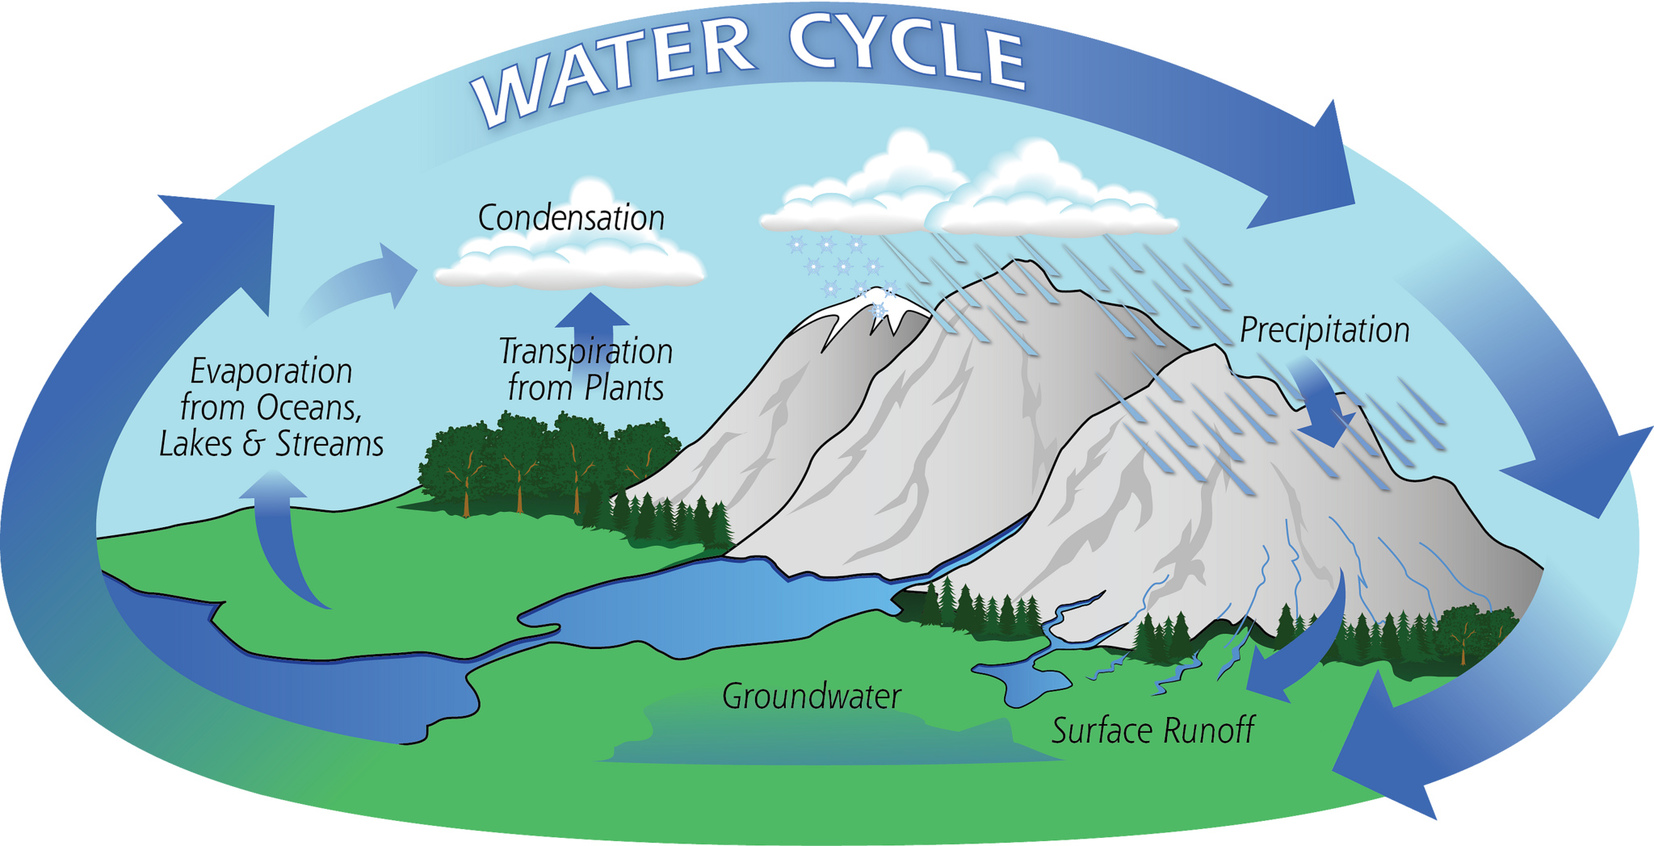 WATER CYCLE
Condensation
Precipitation
Transpiration
from Plants
Evaporation
from Oceans,
Lakes & Streams
Groundwater
Surface Runoff